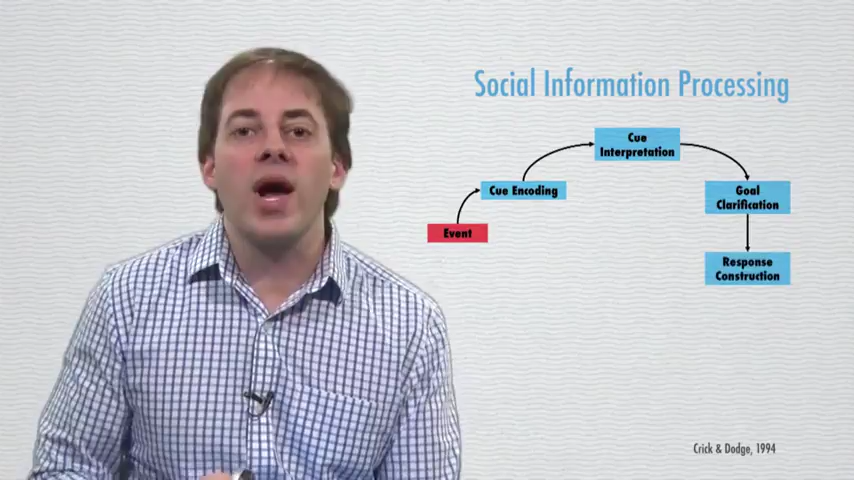 Social Information Processing
Cue
Interpretation
Cue Encoding
Goal
Clarification
Event
Response
Construction
Crick & Dodge, 1994